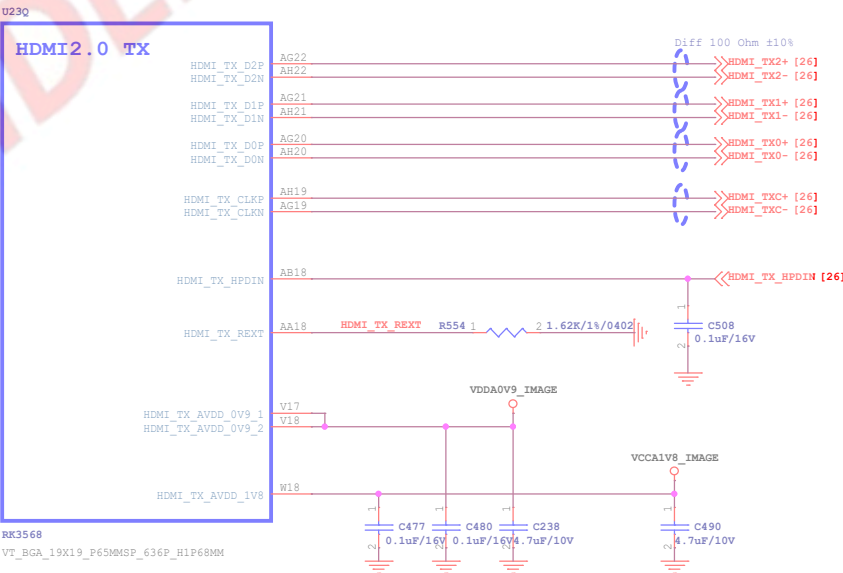 U23Q
HDMI2.0 TX
Diff 100 Ohm ±10%
HDMI_TX_D2P AG22 HDMI_TX2+ [26]
HDMI_TX_D2N AH22 HDMI_TX2- [26]
HDMI_TX_D1P AG21 HDMI_TX1+ [26]
HDMI_TX_D1N AH21 HDMI_TX1- [26]
HDMI_TX_D0P AG20 HDMI_TX0+ [26]
HDMI_TX_D0N AH20 HDMI_TX0- [26]
HDMI_TX_CLKP AH19 HDMI_TXC+ [26]
HDMI_TX_CLKN AG19 HDMI_TXC- [26]
HDMI_TX_HPDIN AB18 HDMI_TX_HPDIN [26]
1
HDMI_TX_REXT AA18 HDMI_TX_REXT R554 1 2 1.62K/1%/0402 C508
0.1uF/16V
2
VDDA0V9_IMAGE
HDMI_TX_AVDD_0V9_1 V17
HDMI_TX_AVDD_0V9_2 V18
VCCA1V8_IMAGE
HDMI_TX_AVDD_1V8 W18
1 1 1 1
C477 C480 C238 C490
0.1uF/16V 0.1uF/16V 4.7uF/10V 4.7uF/10V
2 2 2 2
RK3568
VT_BGA_19X19_P65MMSP_636P_H1P68MM